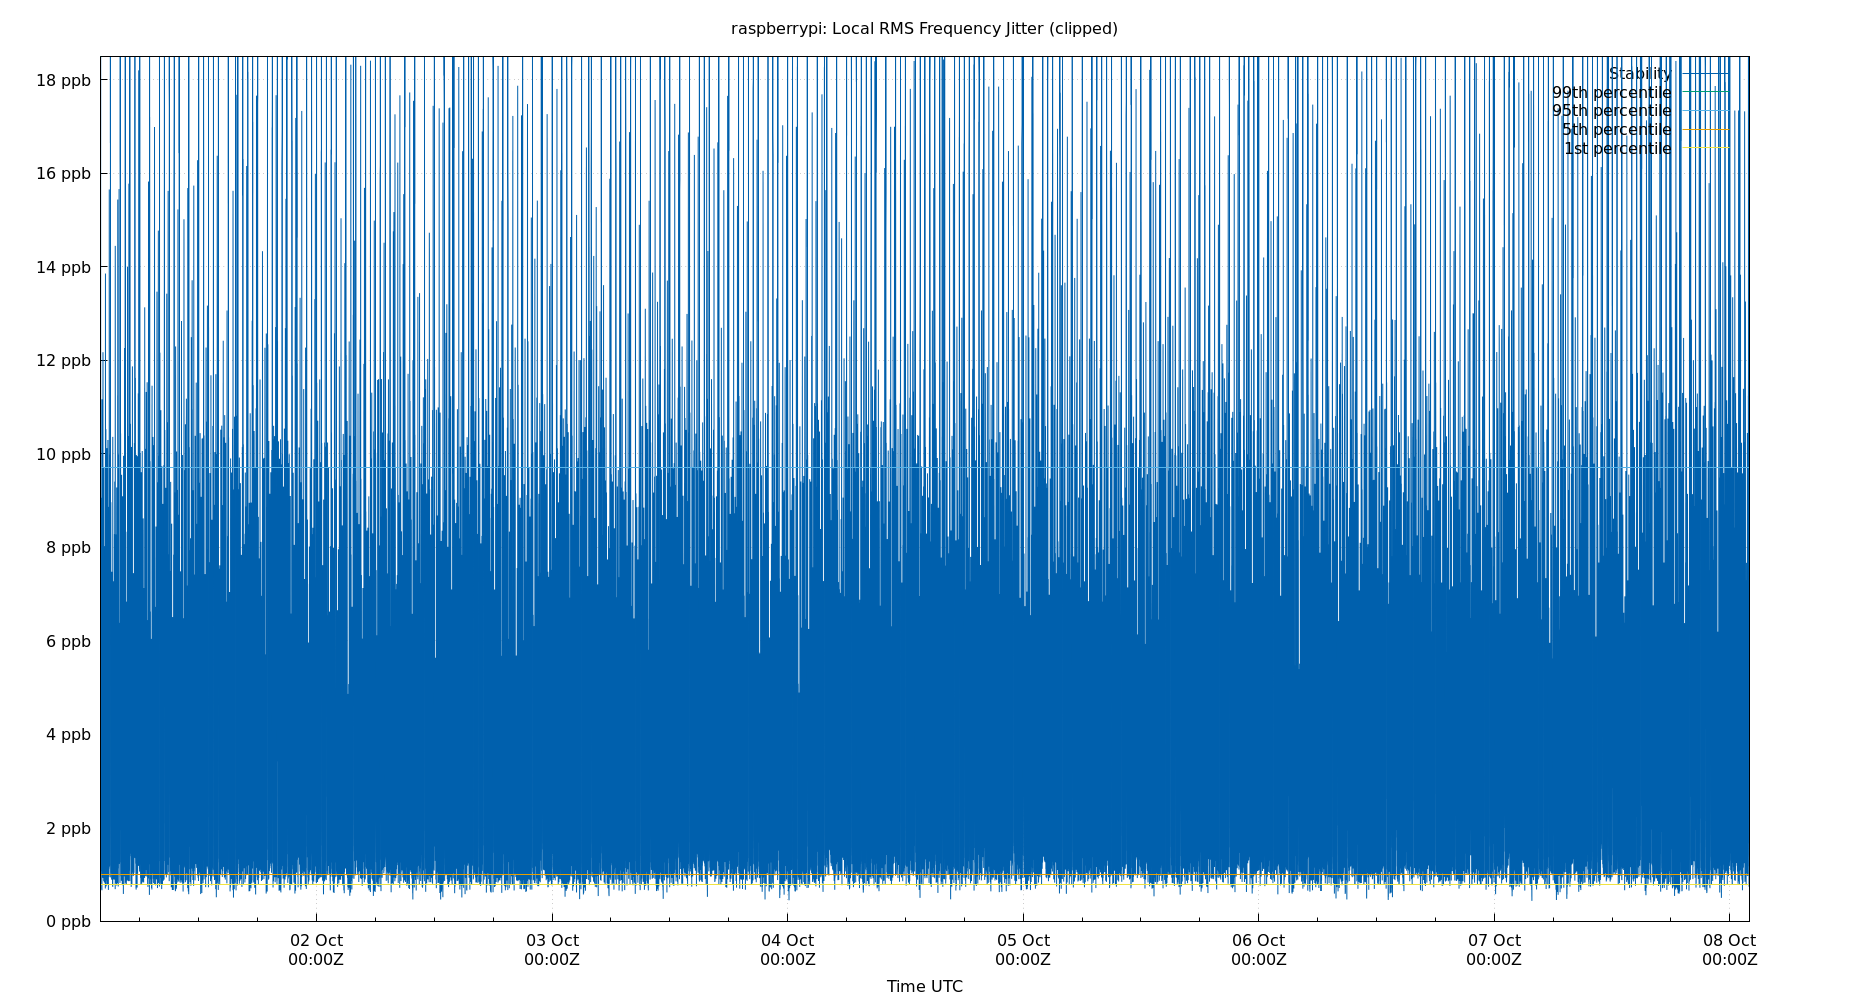 raspberrypi: Local RMS Frequency Jitter (clipped)
18 ppb
16 ppb
14 ppb
12 ppb
10 ppb
8 ppb
6 ppb
4 ppb
2 ppb
0 ppb
Stability
99th percentile
95th percentile
5th percentile
1st percentile
02 Oct
00:00Z
03 Oct
00:00Z
04 Oct
00:00Z
05 Oct
00:00Z
06 Oct
00:00Z
07 Oct
00:00Z
08 Oct
00:00Z
Time UTC